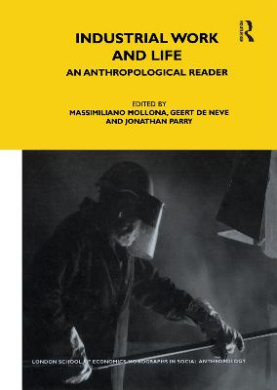 INDUSTRIAL WORK
AND LIFE
AN ANTHROPOLOGICAL READER
EDITED BY
MASSIMILIANO MOLLONA, GEERT DE NEVE
AND JONATHAN PARRY
LONDON SCHOOL OF ECONOMICS MONOGRAPHS IN SOCIAL ANTHROPOLOGY